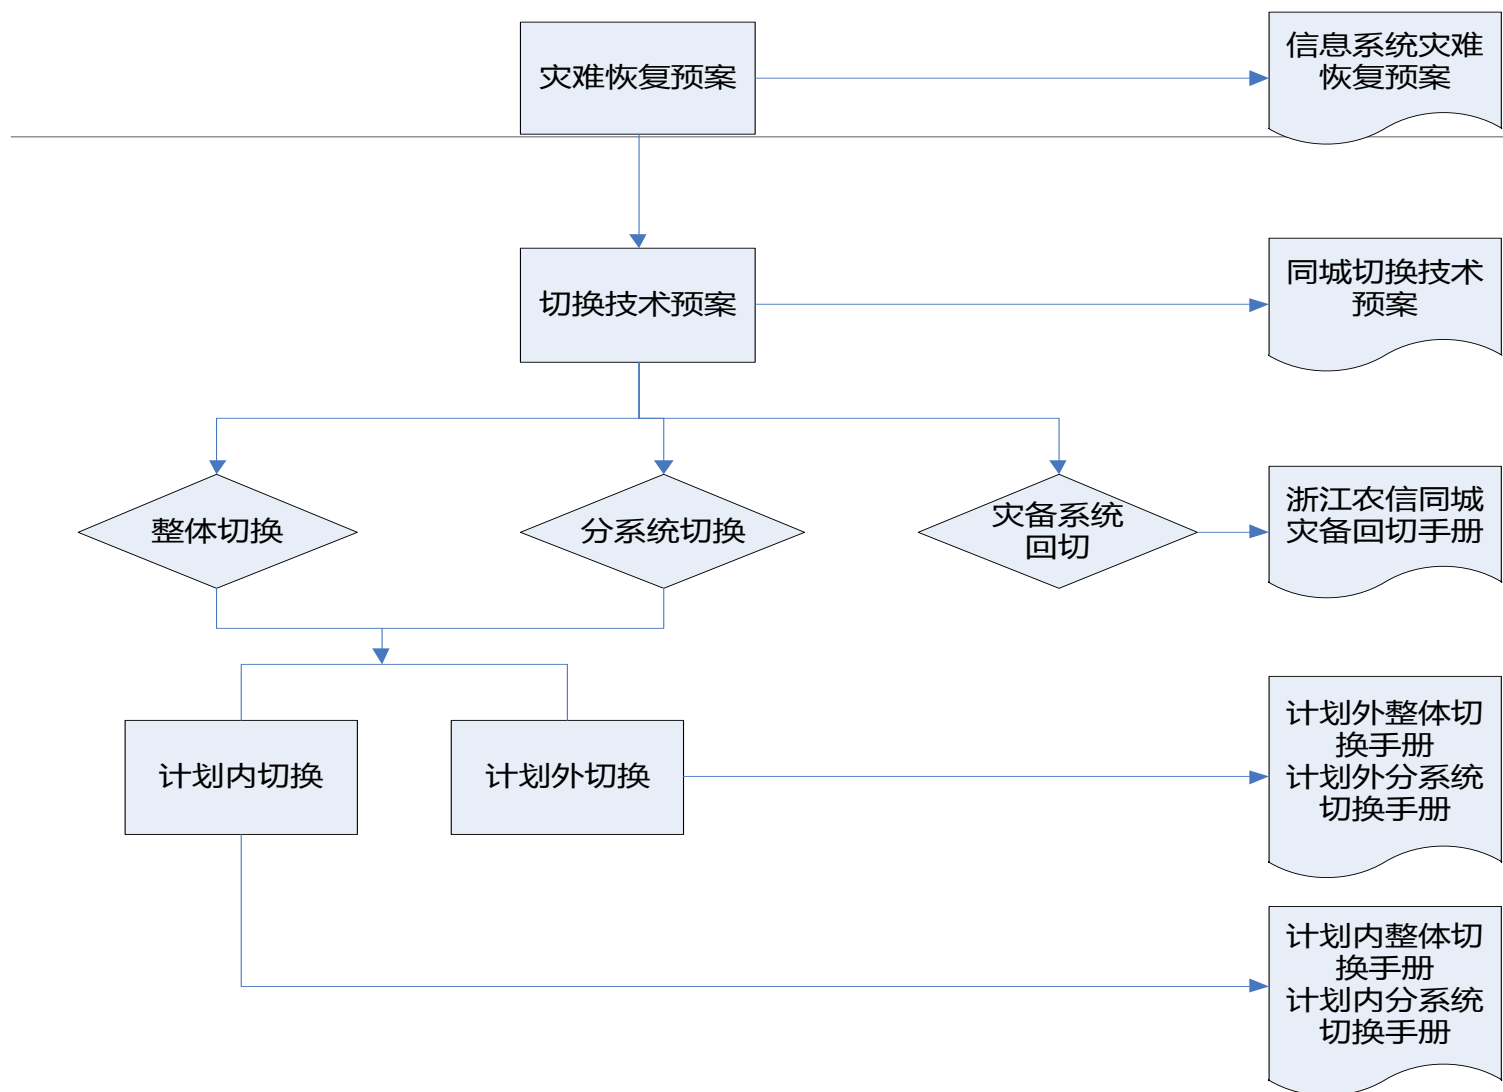 灾难恢复预案
信息系统灾难
恢复预案
切换技术预案
同城切换技术
预案
整体切换
分系统切换
灾备系统
回切
浙江农信同城
灾备回切手册
计划内切换
计划外切换
计划外整体切
换手册
计划外分系统
切换手册
计划内整体切
换手册
计划内分系统
切换手册